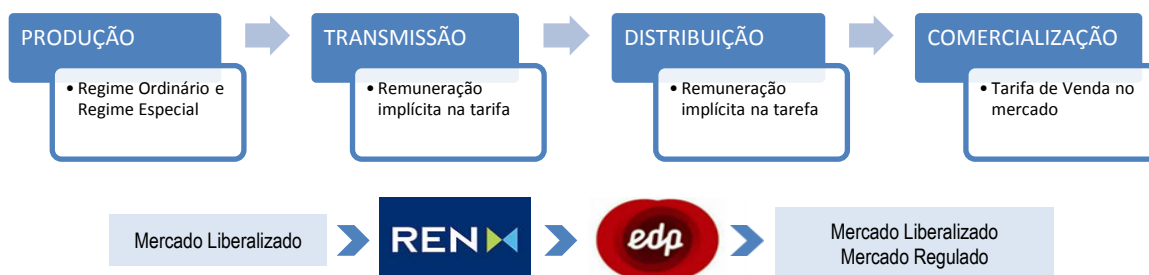 PRODUÇÃO
• Regime Ordinário e
Regime Especial
TRANSMISSÃO
• Remuneração
implícita na tarifa
DISTRIBUIÇÃO
• Remuneração
implícita na tarefa
COMERCIALIZAÇÃO
• Tarifa de Venda no
mercado
Mercado Liberalizado
REN
edp
Mercado Liberalizado
Mercado Regulado